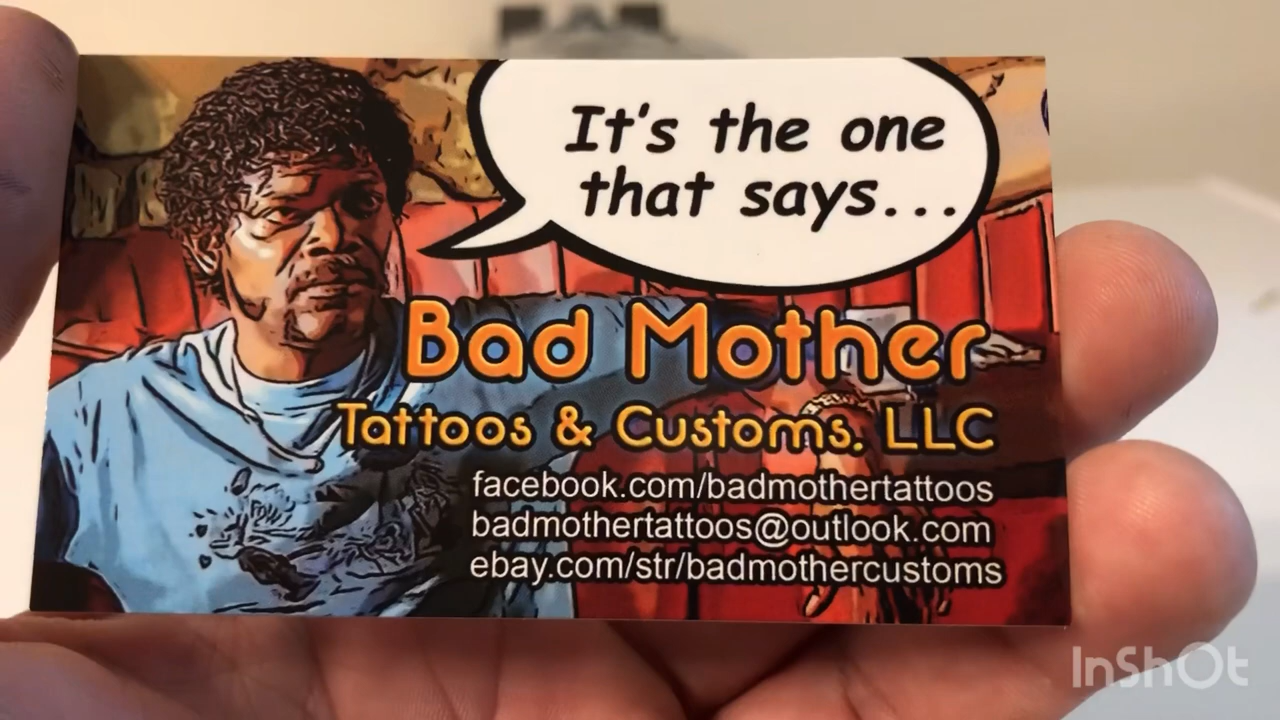 It's the one
that says...
Bad Mother
Tattoos & Customs, LLC
facebook.com/badmothertattoos
badmothertattoos@outlook.com
ebay.com/str/badmothercustoms
POW
InShOt